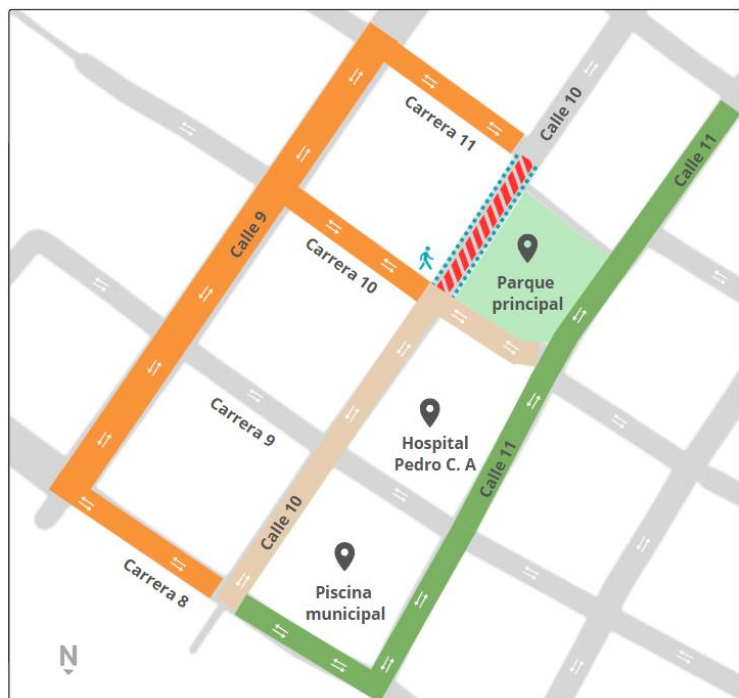 Calle 10
Carrera 11
Calle 11
Calle 9
Carrera 10
Parque
principal
Carrera 9
Hospital
Pedro C. A
Calle 11
Calle 10
Carrera 8
Piscina
municipal
N